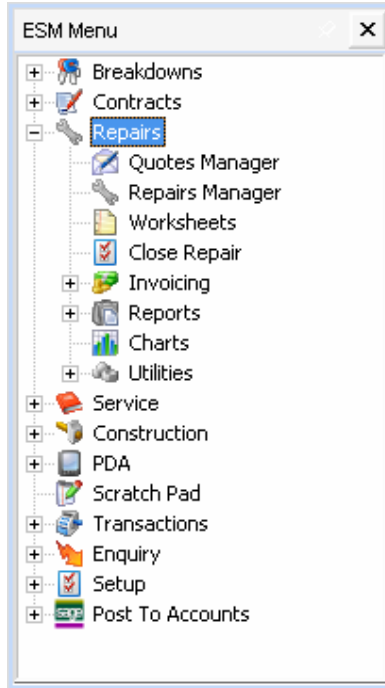 ESM Menu
Breakdowns
Contracts
Repairs
Quotes Manager
Repairs Manager
Worksheets
Close Repair
Invoicing
Reports
Charts
Utilities
Service
Construction
PDA
Scratch Pad
Transactions
Enquiry
Setup
Post To Accounts